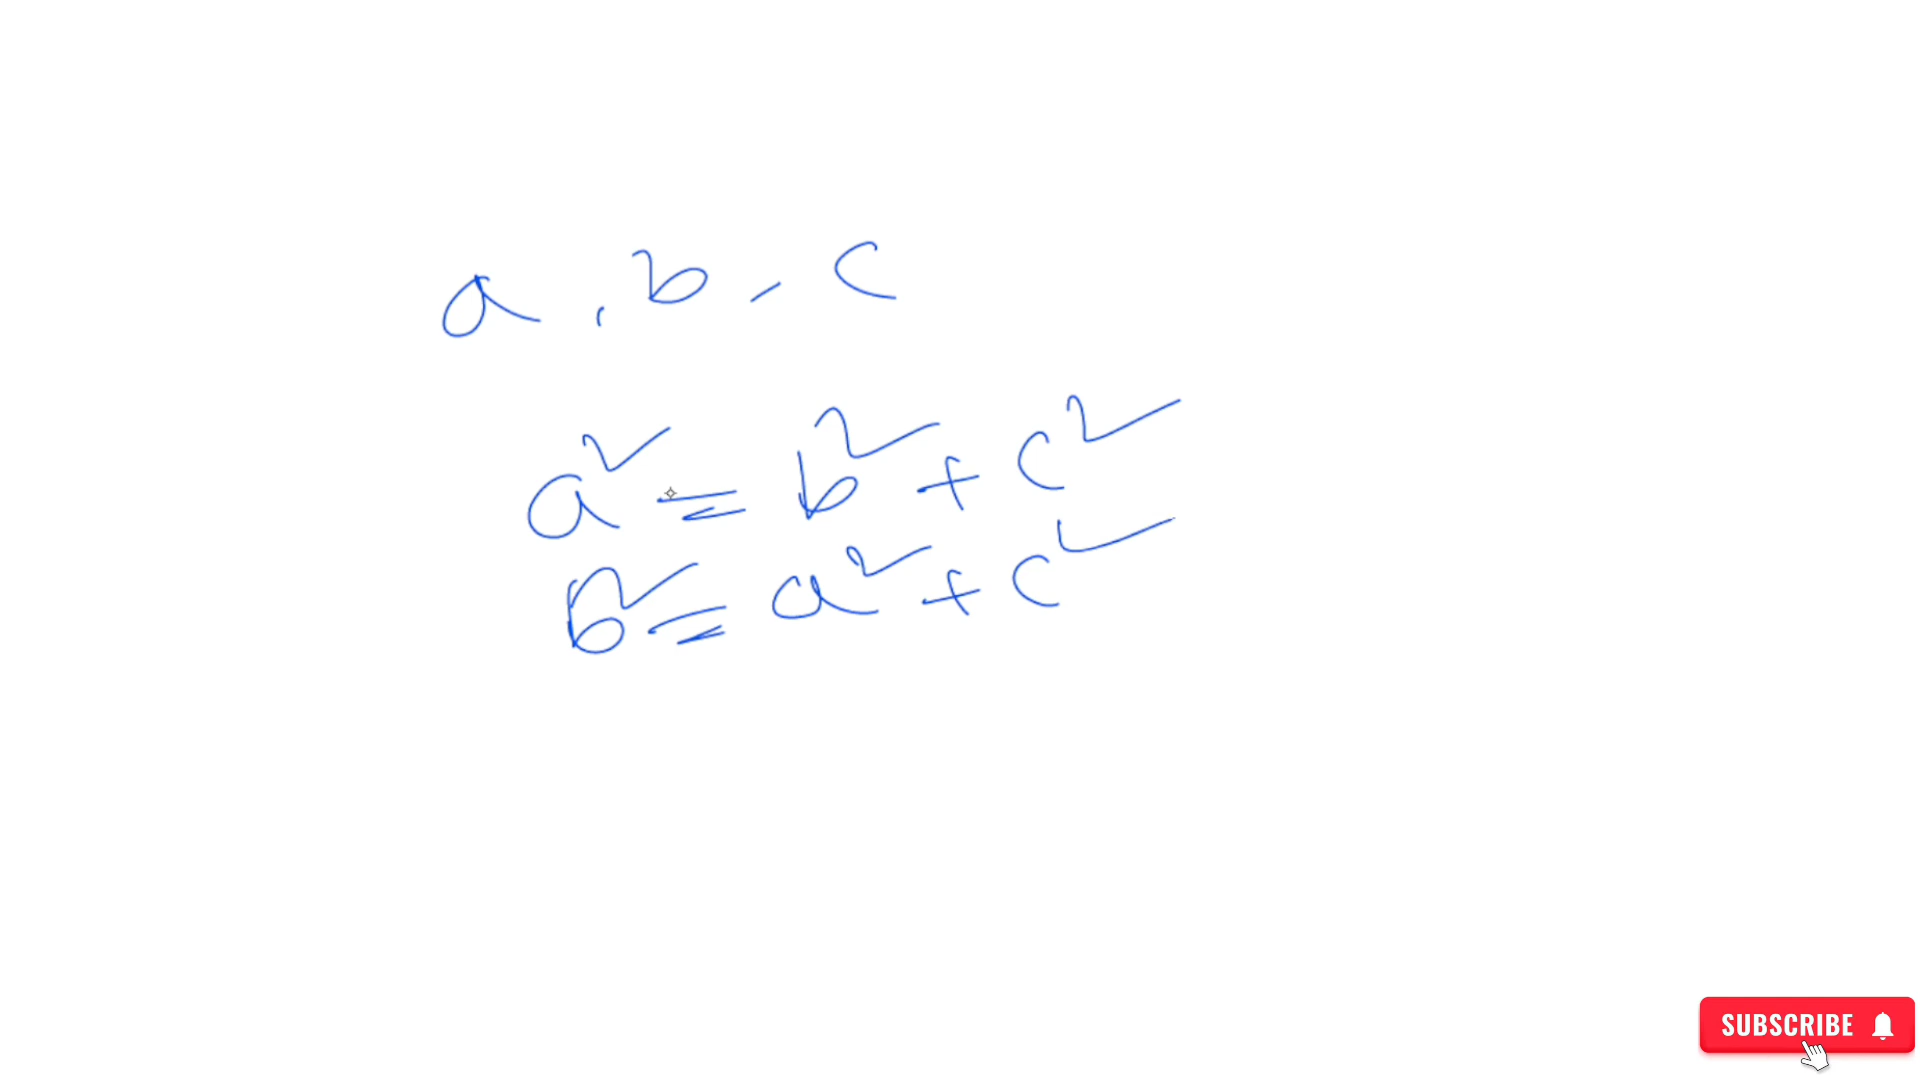 a, b, c
a² = b² + c²
b² = a² + c²
SUBSCRIBE